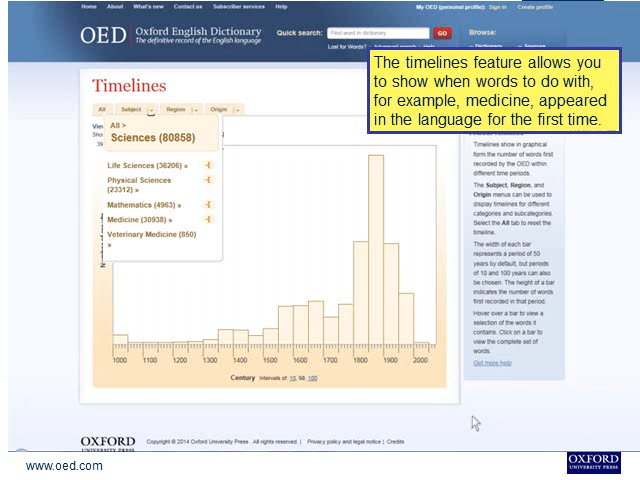 Home About What's new Contact us Subscriber services Help My OED (personal profile): Sign in Create profile
OED Oxford English Dictionary
The definitive record of the English language
Quick search: Find word in dictionary GO
Browse:
Lost for Words? Advanced search Help
Dictionary Sources
The timelines feature allows you
to show when words to do with,
for example, medicine, appeared
in the language for the first time.
Timelines
All Subject Region Origin
All >
Sciences (80858)
Life Sciences (36206) »
Physical Sciences
(23312) »
Mathematics (4963) »
Medicine (30938) »
Veterinary Medicine (850)
»
1000 1100 1200 1300 1400 1500 1600 1700 1800 1900 2000
Century Intervals of: 10, 50, 100
Timelines show in graphical
form the number of words first
recorded by the OED within
different time periods.
The Subject, Region, and
Origin menus can be used to
display timelines for different
categories and subcategories.
Select the All tab to reset the
timeline.
The width of each bar
represents a period of 50
years by default, but periods
of 10 and 100 years can also
be chosen. The height of a bar
indicates the number of words
first recorded in that period.
Hover over a bar to view a
selection of the words it
contains. Click on a bar to
view the complete set of
words.
Get more help
OXFORD
UNIVERSITY PRESS
Copyright © 2014 Oxford University Press . All rights reserved. | Privacy policy and legal notice | Credits
www.oed.com
OXFORD
UNIVERSITY PRESS